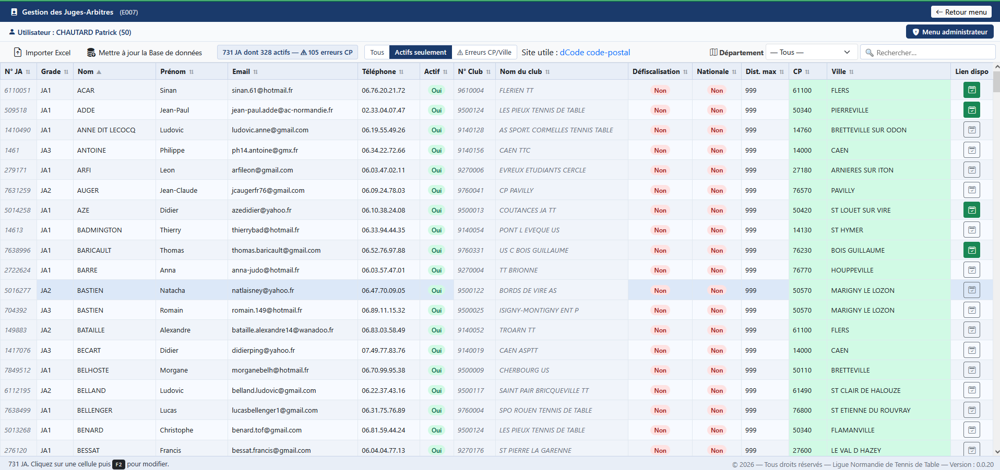 Gestion des Juges-Arbitres (E007) Retour menu
Utilisateur : CHAUTARD Patrick (50) Menu administrateur
Importer Excel Mettre à jour la Base de données 731 JA dont 328 actifs — ⚠ 105 erreurs CP Tous Actifs seulement ⚠ Erreurs CP/Ville Site utile : dCode code-postal Département — Tous — Rechercher...
N° JA Grade Nom Prénom Email Téléphone Actif N° Club Nom du club Défiscalisation Nationale Dist. max CP Ville Lien dispo
6110051 JA1 ACAR Sinan sinan.61@hotmail.fr 06.76.20.21.72 Oui 9610004 FLERIEN TT Non Non 999 61100 FLERS
509518 JA1 ADDE Jean-Paul jean-paul.adde@ac-normandie.fr 02.33.04.07.47 Oui 9500124 LES PIEUX TENNIS DE TABLE Non Non 999 50340 PIERREVILLE
1410490 JA1 ANNE DIT LECOCQ Ludovic ludovic.anne@gmail.com 06.19.55.49.26 Oui 9140128 AS SPORT. CORMELLES TENNIS TABLE Non Non 999 14760 BRETTEVILLE SUR ODON
1461 JA3 ANTOINE Philippe ph14.antoine@gmx.fr 06.34.22.72.66 Oui 9140156 CAEN TTC Non Non 999 14000 CAEN
279171 JA1 ARFI Leon arfileon@gmail.com 06.03.47.02.11 Oui 9270006 EVREUX ETUDIANTS CERCLE Non Non 999 27180 ARNIERES SUR ITON
7631259 JA2 AUGER Jean-Claude jcaugerfr76@gmail.com 06.09.24.78.03 Oui 9760041 CP PAVILLY Non Non 999 76570 PAVILLY
5014258 JA1 AZE Didier azedidier@yahoo.fr 06.10.38.24.08 Oui 9500013 COUTANCES JA TT Non Non 999 50420 ST LOUET SUR VIRE
14613 JA1 BADMINGTON Thierry thierrybad@hotmail.fr 06.33.94.44.35 Oui 9140054 PONT L EVEQUE US Non Non 999 14130 ST HYMER
7638996 JA1 BARICAULT Thomas thomas.baricault@gmail.com 06.52.76.97.88 Oui 9760331 US C BOIS GUILLAUME Non Non 999 76230 BOIS GUILLAUME
2722624 JA1 BARRE Anna anna-judo@hotmail.fr 06.03.57.47.01 Oui 9270004 TT BRIONNE Non Non 999 76770 HOUPPEVILLE
5016277 JA2 BASTIEN Natacha natlaisney@yahoo.fr 06.47.70.09.05 Oui 9500122 BORDS DE VIRE AS Non Non 999 50570 MARIGNY LE LOZON
704392 JA3 BASTIEN Romain romain.149@hotmail.fr 06.89.11.15.32 Oui 9500025 ISIGNY-MONTIGNY ENT P Non Non 999 50570 MARIGNY LE LOZON
149883 JA2 BATAILLE Alexandre bataille.alexandre14@wanadoo.fr 06.83.03.58.49 Oui 9140052 TROARN TT Non Non 999 61100 FLERS
1417076 JA3 BECART Didier didierping@yahoo.fr 07.49.77.83.76 Oui 9140019 CAEN ASPTT Non Non 999 14000 CAEN
7849512 JA1 BELHOSTE Morgane morganebelh@hotmail.fr 06.70.99.95.38 Oui 9500009 CHERBOURG US Non Non 999 50110 BRETTEVILLE
6112195 JA2 BELLAND Ludovic belland.ludovic@gmail.com 06.22.37.43.16 Oui 9500117 SAINT PAIR BRICQUEVILLE TT Non Non 999 61490 ST CLAIR DE HALOUZE
7638499 JA1 BELLENGER Lucas lucasbellenger1@gmail.com 06.31.75.76.89 Oui 9760004 SPO ROUEN TENNIS DE TABLE Non Non 999 76800 ST ETIENNE DU ROUVRAY
5013268 JA1 BENARD Christophe benard.tof@gmail.com 06.81.59.44.24 Oui 9500124 LES PIEUX TENNIS DE TABLE Non Non 999 50340 FLAMANVILLE
276120 JA1 BESSAT Francis bessat.francis@gmail.com 06.04.04.77.13 Oui 9270176 ST PIERRE LA GARENNE Non Non 999 27600 LE VAL D HAZEY
731 JA. Cliquez sur une cellule puis F2 pour modifier. © 2026 — Tous droits réservés — Ligue Normandie de Tennis de Table — Version : 0.0.20